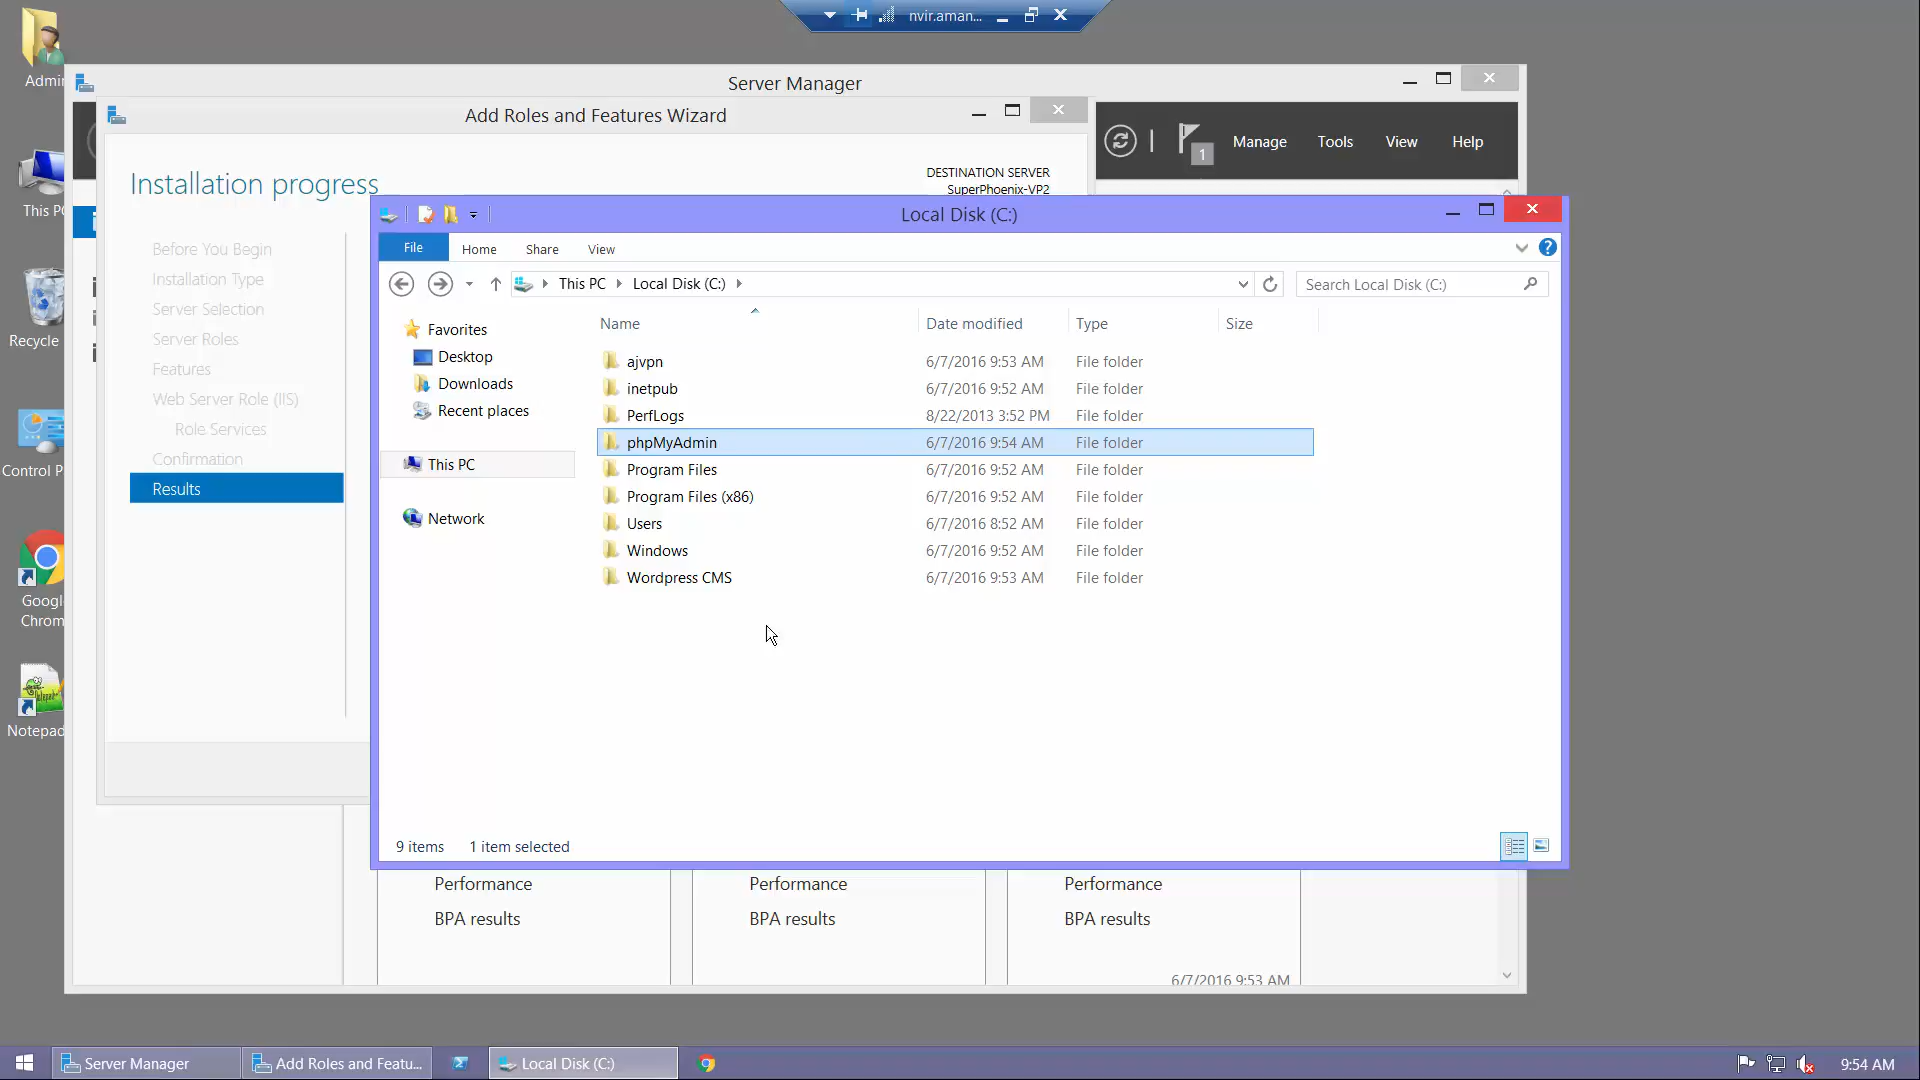 nvir.aman...
Admi
This PC
Recycle
Control P
Google
Chrom
Notepad
Server Manager
Manage
Tools
View
Help
1
Add Roles and Features Wizard
Installation progress
DESTINATION SERVER
SuperPhoenix-VP2
Before You Begin
Installation Type
Server Selection
Server Roles
Features
Web Server Role (IIS)
Role Services
Confirmation
Results
Local Disk (C:)
File
Home
Share
View
This PC
Local Disk (C:)
Search Local Disk (C:)
Favorites
Desktop
Downloads
Recent places
This PC
Network
Name Date modified Type Size
ajvpn 6/7/2016 9:53 AM File folder
inetpub 6/7/2016 9:52 AM File folder
PerfLogs 8/22/2013 3:52 PM File folder
phpMyAdmin 6/7/2016 9:54 AM File folder
Program Files 6/7/2016 9:52 AM File folder
Program Files (x86) 6/7/2016 9:52 AM File folder
Users 6/7/2016 8:52 AM File folder
Windows 6/7/2016 9:52 AM File folder
Wordpress CMS 6/7/2016 9:53 AM File folder
9 items 1 item selected
Performance Performance Performance
BPA results BPA results BPA results
6/7/2016 9:53 AM
Server Manager
Add Roles and Featu...
Local Disk (C:)
9:54 AM